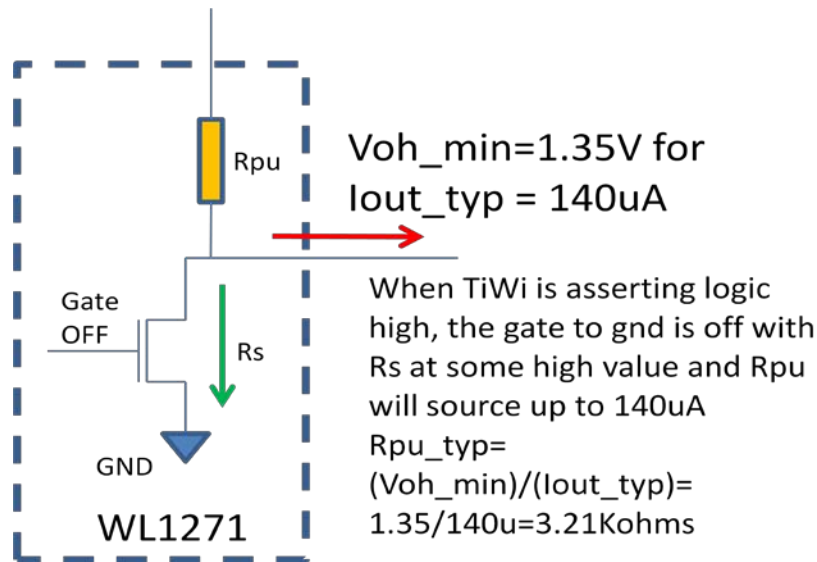 Rpu
Voh_min=1.35V for
Iout_typ = 140uA
Gate
OFF
Rs
When TiWi is asserting logic
high, the gate to gnd is off with
Rs at some high value and Rpu
will source up to 140uA
Rpu_typ=
(Voh_min)/(Iout_typ)=
1.35/140u=3.21Kohms
GND
WL1271